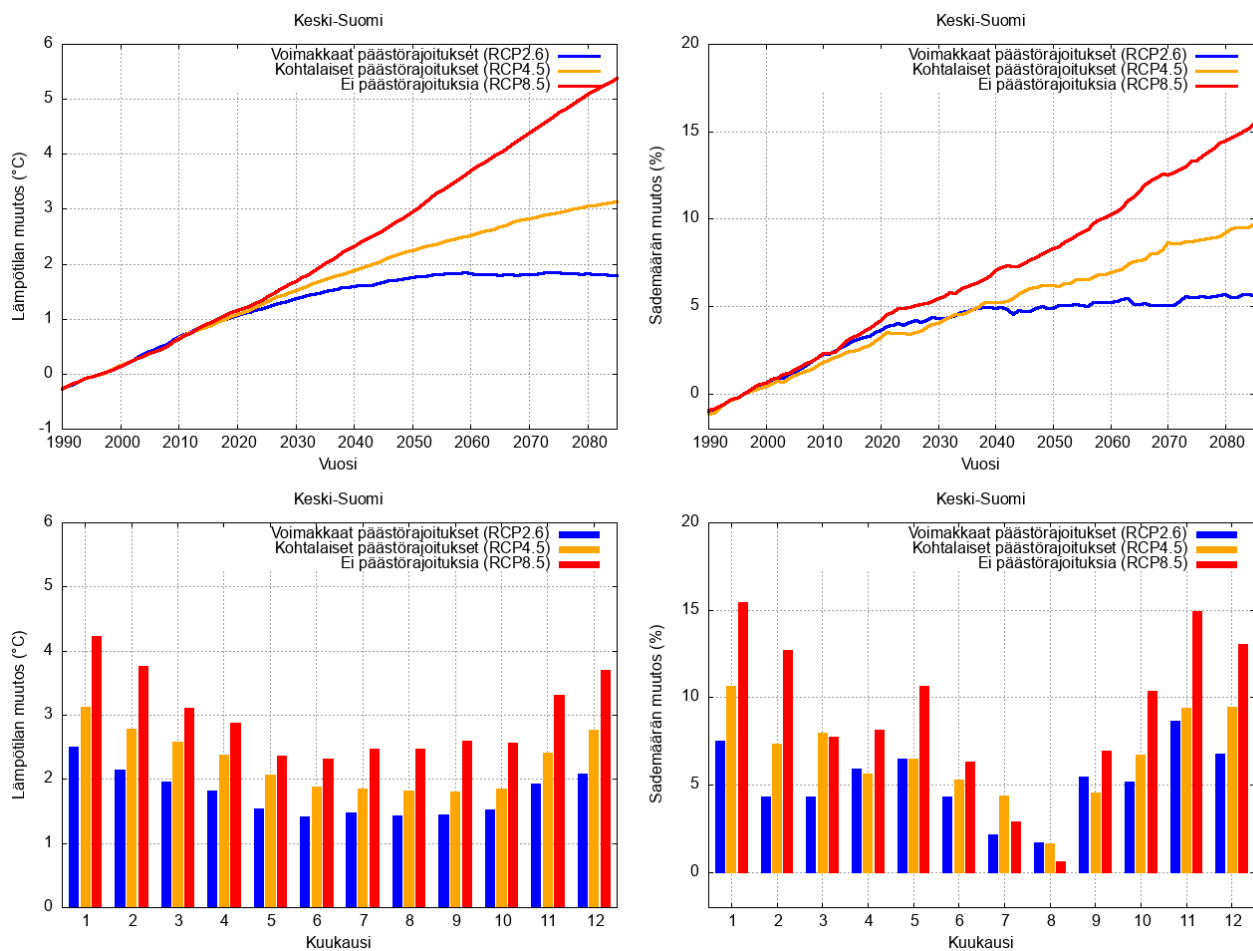 Keski-Suomi
6
5
4
3
2
1
0
-1
Lämpötilan muutos (°C)
Voimakkaat päästörajoitukset (RCP2.6)
Kohtalaiset päästörajoitukset (RCP4.5)
Ei päästörajoituksia (RCP8.5)
1990 2000 2010 2020 2030 2040 2050 2060 2070 2080
Vuosi
Keski-Suomi
20
15
10
5
0
Sademäärän muutos (%)
Voimakkaat päästörajoitukset (RCP2.6)
Kohtalaiset päästörajoitukset (RCP4.5)
Ei päästörajoituksia (RCP8.5)
1990 2000 2010 2020 2030 2040 2050 2060 2070 2080
Vuosi
Keski-Suomi
6
5
4
3
2
1
0
Lämpötilan muutos (°C)
Voimakkaat päästörajoitukset (RCP2.6)
Kohtalaiset päästörajoitukset (RCP4.5)
Ei päästörajoituksia (RCP8.5)
1 2 3 4 5 6 7 8 9 10 11 12
Kuukausi
Keski-Suomi
20
15
10
5
0
Sademäärän muutos (%)
Voimakkaat päästörajoitukset (RCP2.6)
Kohtalaiset päästörajoitukset (RCP4.5)
Ei päästörajoituksia (RCP8.5)
1 2 3 4 5 6 7 8 9 10 11 12
Kuukausi